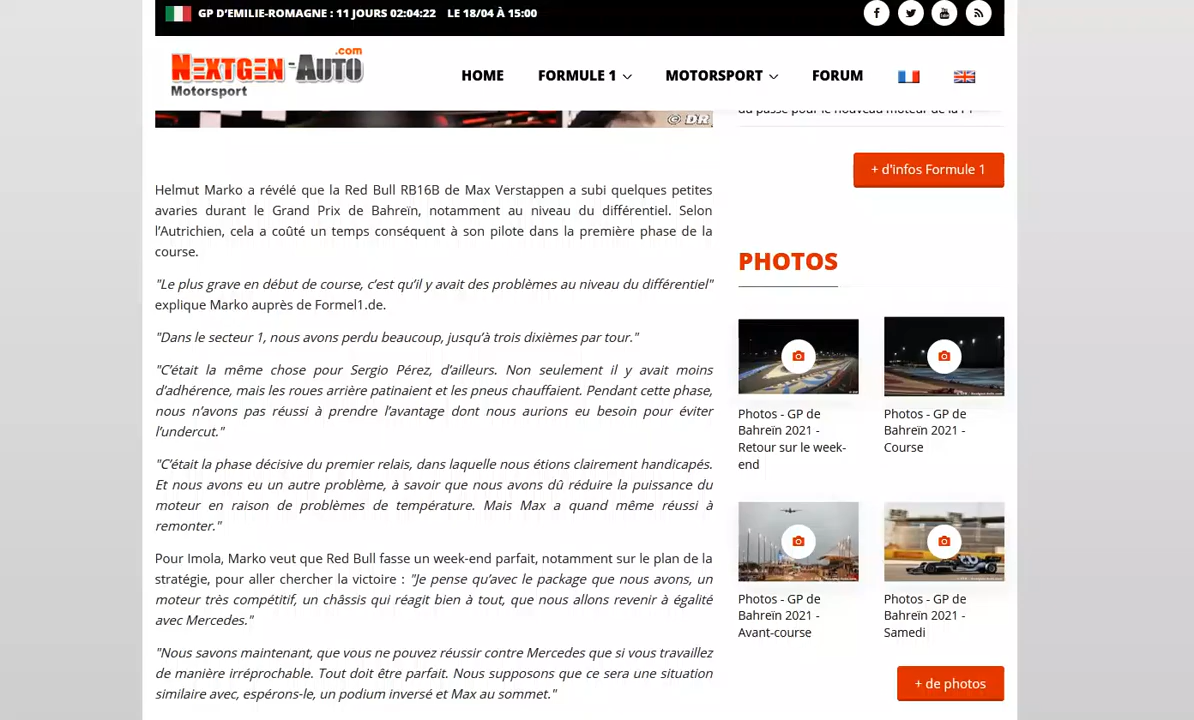 GP D'EMILIE-ROMAGNE : 11 JOURS 02:04:22 LE 18/04 À 15:00
NEXTGEN-AUTO.com
Motorsport
HOME FORMULE 1 MOTORSPORT FORUM
© DR
du passé pour le nouveau moteur de la F1
+ d'infos Formule 1
Helmut Marko a révélé que la Red Bull RB16B de Max Verstappen a subi quelques petites
avaries durant le Grand Prix de Bahreïn, notamment au niveau du différentiel. Selon
l'Autrichien, cela a coûté un temps conséquent à son pilote dans la première phase de la
course.
"Le plus grave en début de course, c'est qu'il y avait des problèmes au niveau du différentiel"
explique Marko auprès de Formel1.de.
"Dans le secteur 1, nous avons perdu beaucoup, jusqu'à trois dixièmes par tour."
"C'était la même chose pour Sergio Pérez, d'ailleurs. Non seulement il y avait moins
d'adhérence, mais les roues arrière patinaient et les pneus chauffaient. Pendant cette phase,
nous n'avons pas réussi à prendre l'avantage dont nous aurions eu besoin pour éviter
l'undercut."
"C'était la phase décisive du premier relais, dans laquelle nous étions clairement handicapés.
Et nous avons eu un autre problème, à savoir que nous avons dû réduire la puissance du
moteur en raison de problèmes de température. Mais Max a quand même réussi à
remonter."
Pour Imola, Marko veut que Red Bull fasse un week-end parfait, notamment sur le plan de la
stratégie, pour aller chercher la victoire : "Je pense qu'avec le package que nous avons, un
moteur très compétitif, un châssis qui réagit bien à tout, que nous allons revenir à égalité
avec Mercedes."
"Nous savons maintenant, que vous ne pouvez réussir contre Mercedes que si vous travaillez
de manière irréprochable. Tout doit être parfait. Nous supposons que ce sera une situation
similaire avec, espérons-le, un podium inversé et Max au sommet."
PHOTOS
Photos - GP de
Bahreïn 2021 -
Retour sur le week-
end
Photos - GP de
Bahreïn 2021 -
Course
Photos - GP de
Bahreïn 2021 -
Avant-course
Photos - GP de
Bahreïn 2021 -
Samedi
+ de photos